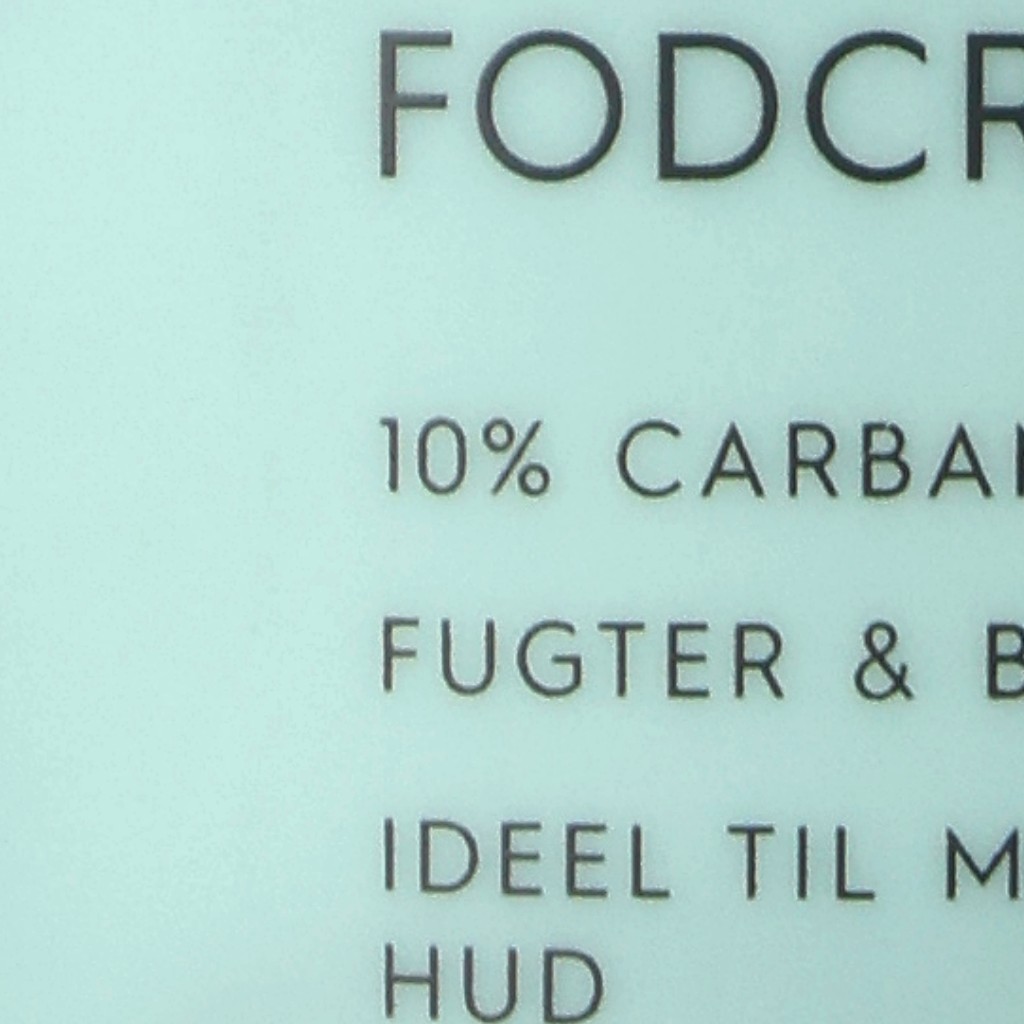 FODCR
10% CARBA
FUGTER & B
IDEEL TIL M
HUD